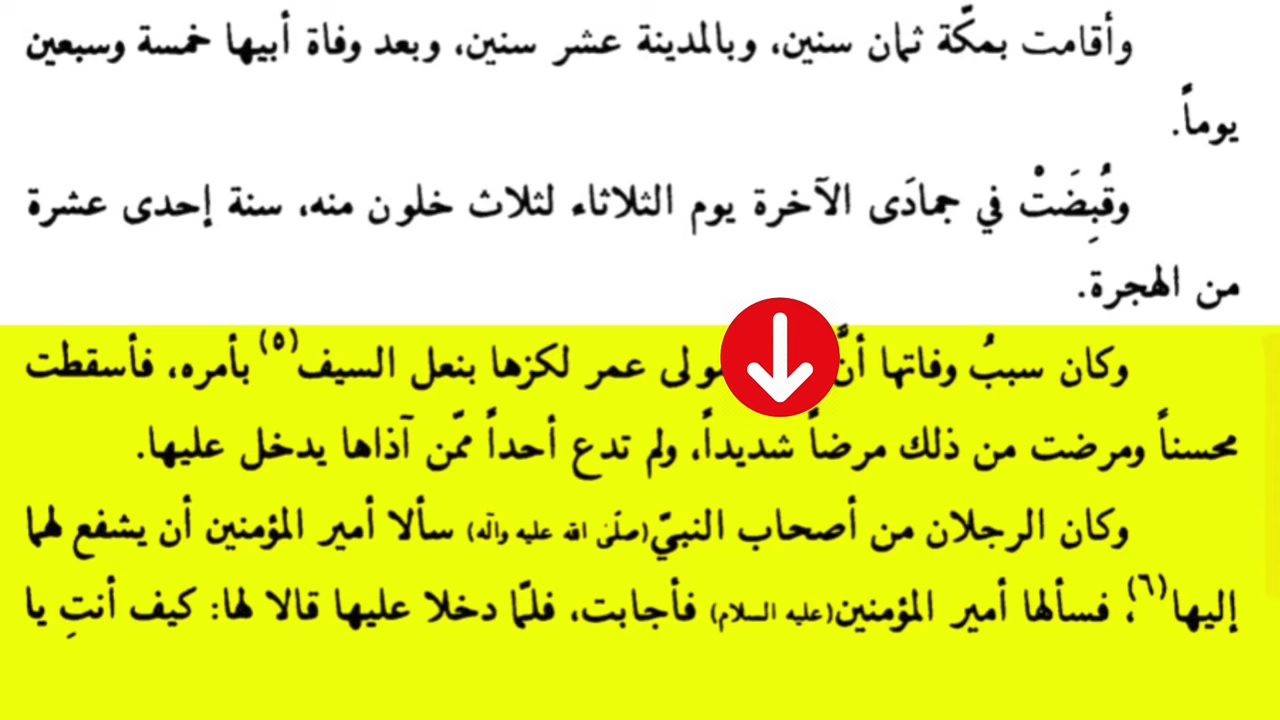 وأقامت بمكّة ثمان سنين، وبالمدينة عشر سنين، وبعد وفاة أبيها خمسة وسبعين
يوماً.
وقُبِضَتْ في جمادَى الآخرة يوم الثلاثاء لثلاث خلون منه، سنة إحدى عشرة
من الهجرة.
وكان سببُ وفاتها أنَّ عمر لكزها بنعل السيف(٥) بأمره، فأسقطت
محسناً ومرضت من ذلك مرضاً شديداً، ولم تدع أحداً ممّن آذاها يدخل عليها.
وكان الرجلان من أصحاب النبيّ(صلّى الله عليه وآله) سألا أمير المؤمنين أن يشفع لهما
إليها(٦)، فسألها أمير المؤمنين(عليه السلام) فأجابت، فلمّا دخلا عليها قالا لها: كيف أنتِ يا